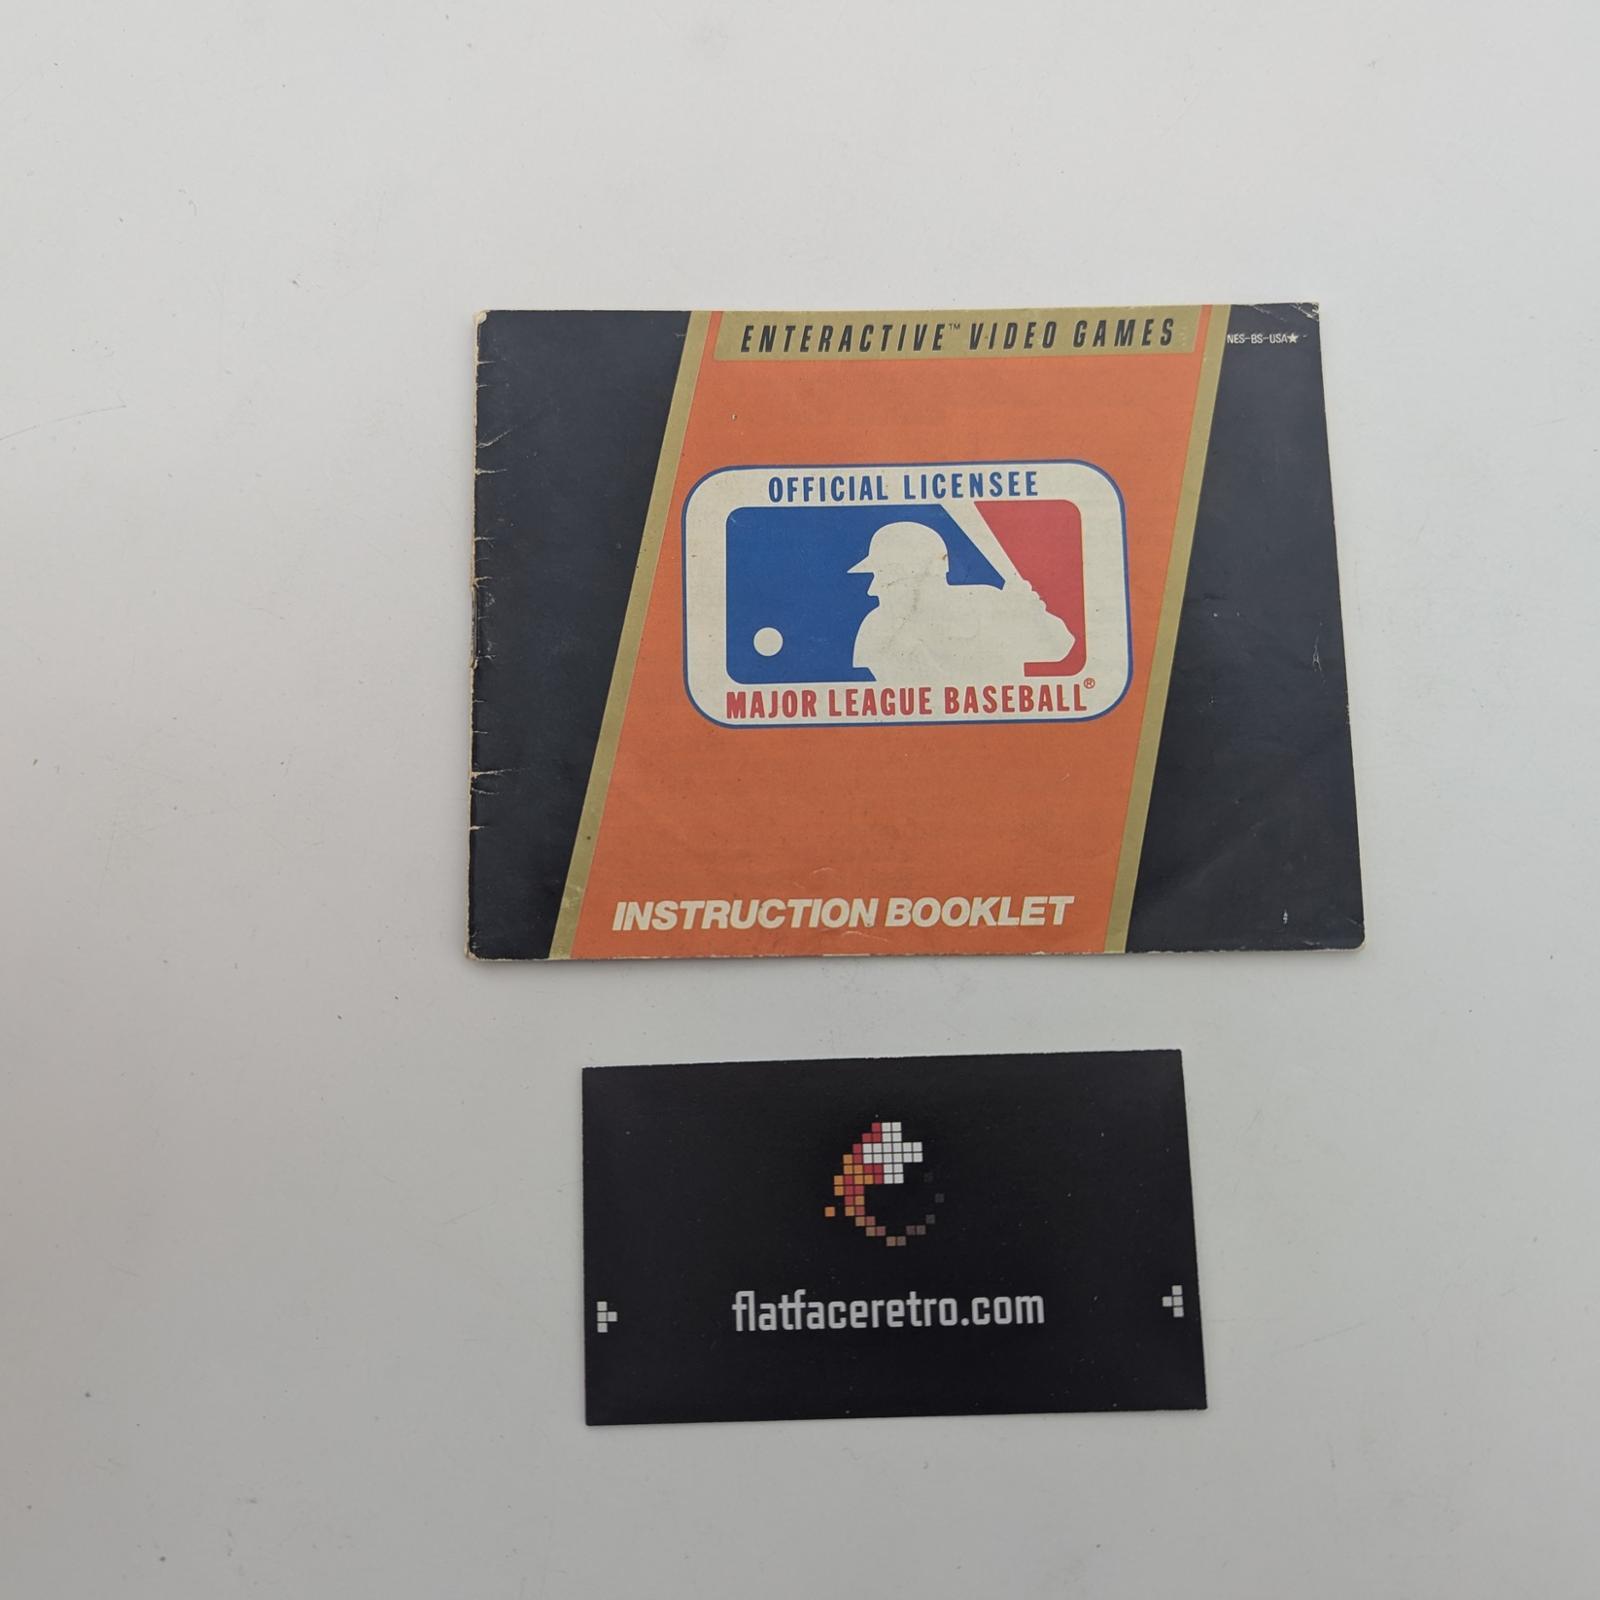 ENTERACTIVE™ VIDEO GAMES
NES-BS-USA★
OFFICIAL LICENSEE
MAJOR LEAGUE BASEBALL®
INSTRUCTION BOOKLET
flatfaceretro.com